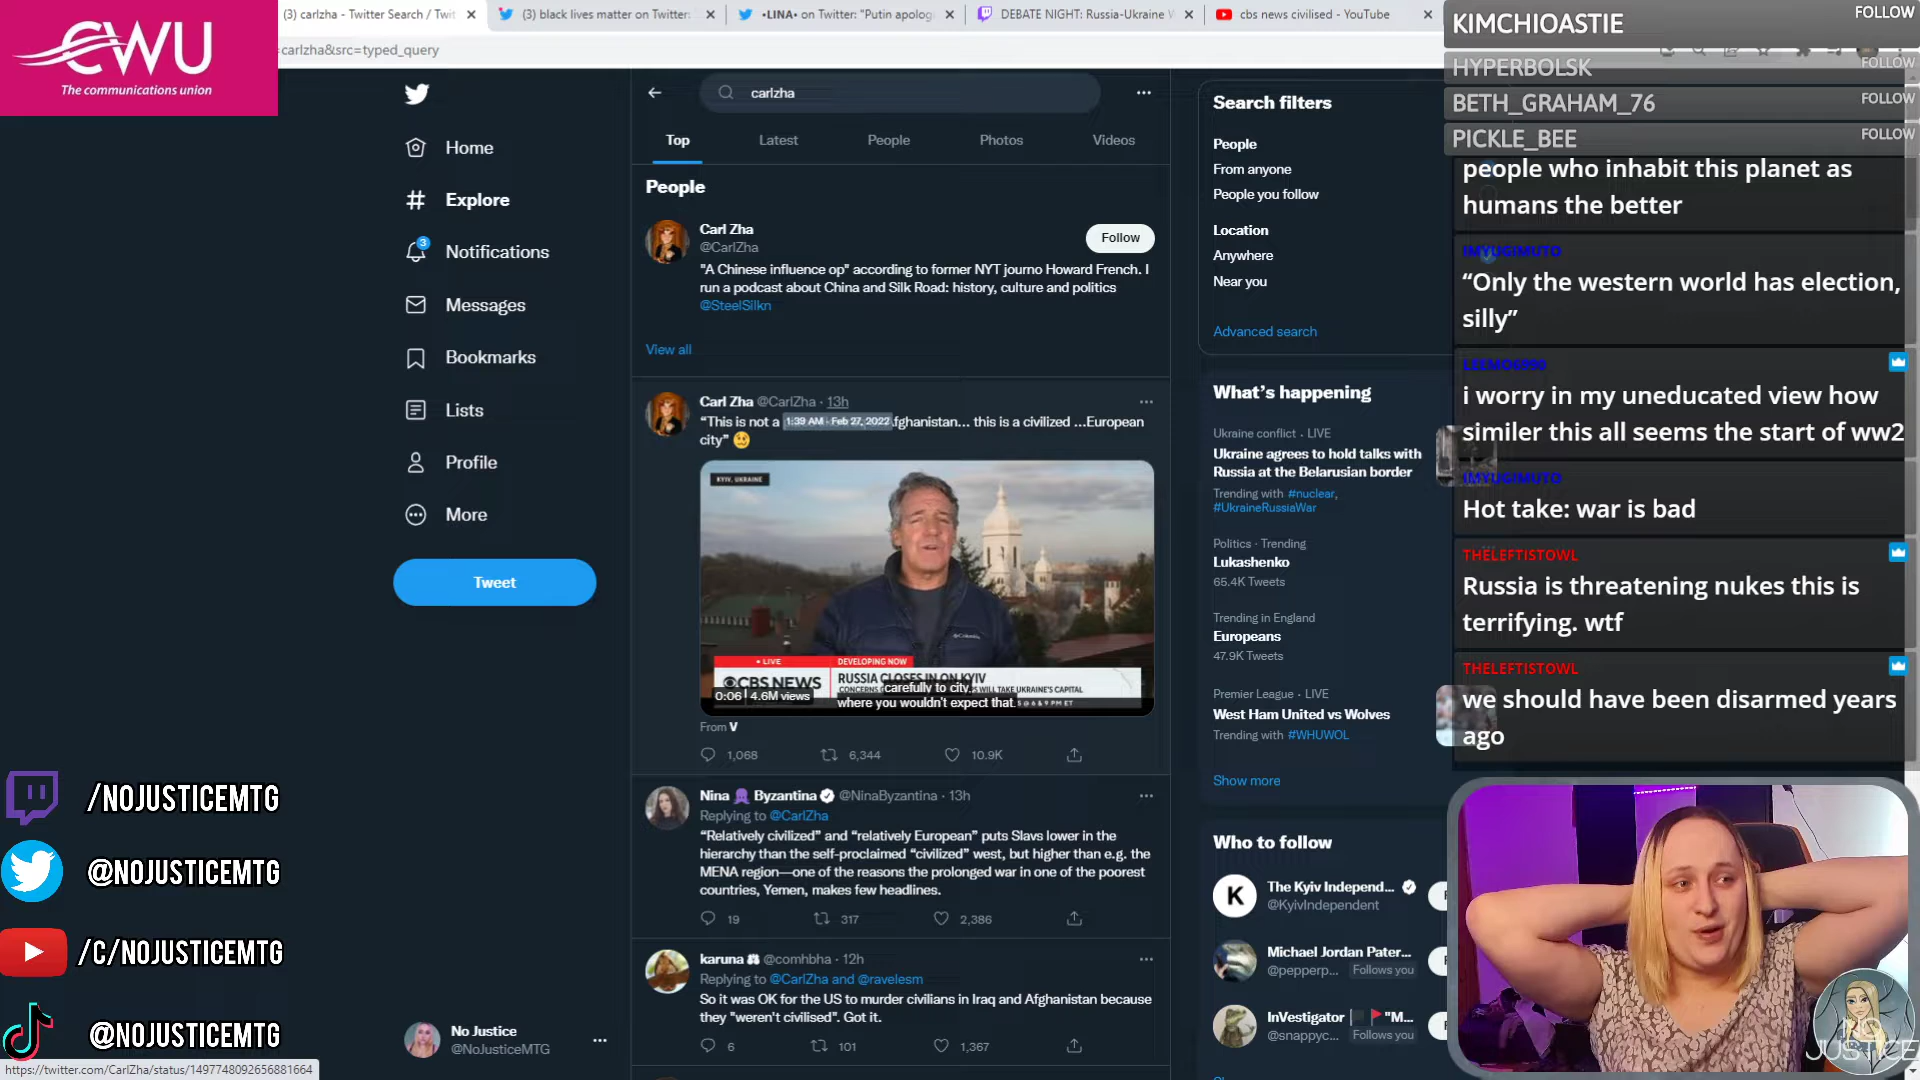 CWU
The communications union
(3) carlzha - Twitter Search / Twit
(3) black lives matter on Twitter:
•LINA• on Twitter: "Putin apolog
DEBATE NIGHT: Russia-Ukraine W
cbs news civilised - YouTube
=carlzha&src=typed_query
Home
Explore
3
Notifications
Messages
Bookmarks
Lists
Profile
More
Tweet
No Justice
@NoJusticeMTG
/NOJUSTICEMTG
@NOJUSTICEMTG
/C/NOJUSTICEMTG
@NOJUSTICEMTG
https://twitter.com/CarlZha/status/1497748092656881664
carlzha
Top
Latest
People
Photos
Videos
People
Carl Zha
@CarlZha
Follow
"A Chinese influence op" according to former NYT journo Howard French. I
run a podcast about China and Silk Road: history, culture and politics
@SteelSilkn
View all
Carl Zha @CarlZha · 13h
“This is not a 1:39 AM · Feb 27, 2022 fghanistan... this is a civilized ...European
city”
KYIV, UKRAINE
Columbia
LIVE
DEVELOPING NOW
CBS NEWS
RUSSIA CLOSES IN ON KYIV
S WILL TAKE UKRAINE'S CAPITAL
carefully to city,
where you wouldn't expect that.
0:06 4.6M views
From V
1,068
6,344
10.9K
Nina Byzantina @NinaByzantina · 13h
Replying to @CarlZha
“Relatively civilized” and “relatively European” puts Slavs lower in the
hierarchy than the self-proclaimed “civilized” west, but higher than e.g. the
MENA region—one of the reasons the prolonged war in one of the poorest
countries, Yemen, makes few headlines.
19
317
2,386
karuna @comhbha · 12h
Replying to @CarlZha and @ravelesm
So it was OK for the US to murder civilians in Iraq and Afghanistan because
they "weren't civilised". Got it.
6
101
1,367
Search filters
People
From anyone
People you follow
Location
Anywhere
Near you
Advanced search
What’s happening
Ukraine conflict · LIVE
Ukraine agrees to hold talks with
Russia at the Belarusian border
Trending with #nuclear,
#UkraineRussiaWar
Politics · Trending
Lukashenko
65.4K Tweets
Trending in England
Europeans
47.9K Tweets
Premier League · LIVE
West Ham United vs Wolves
Trending with #WHUWOL
Show more
Who to follow
K
The Kyiv Independ...
@KyivIndependent
Michael Jordan Pater...
@pepperp... Follows you
InVestigator "M...
@snappyc... Follows you
KIMCHIOASTIE FOLLOW
HYPERBOLSK FOLLOW
BETH_GRAHAM_76 FOLLOW
PICKLE_BEE FOLLOW
people who inhabit this planet as
humans the better
IMYUGIMUTO
“Only the western world has election,
silly”
i worry in my uneducated view how
similer this all seems the start of ww2
IMYUGIMUTO
Hot take: war is bad
THELEFTISTOWL
Russia is threatening nukes this is
terrifying. wtf
THELEFTISTOWL
we should have been disarmed years
ago
NO
JUSTICE